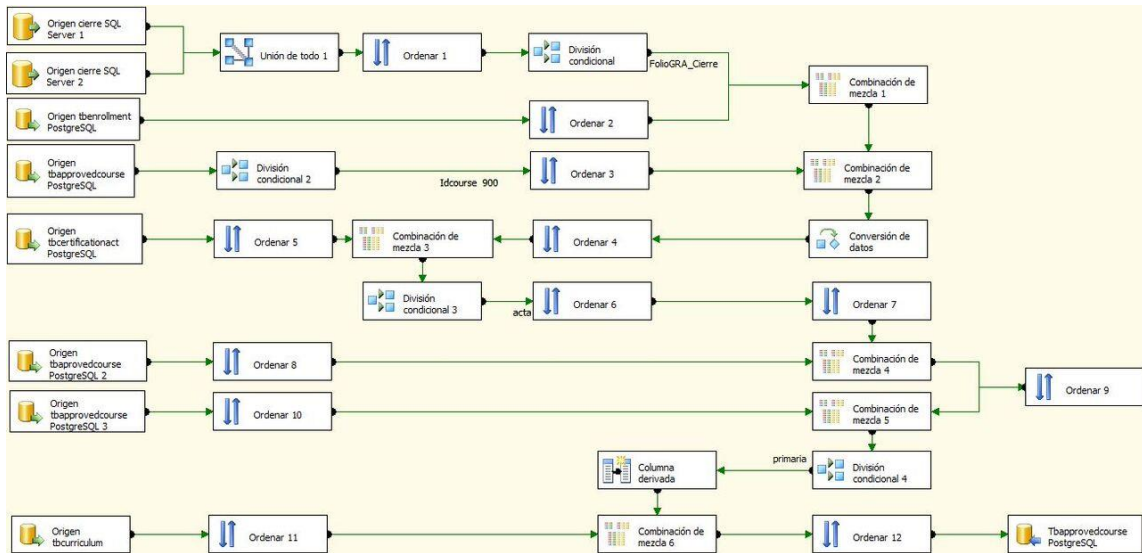 Origen cierre SQL
Server 1
Unión de todo 1
Ordenar 1
División
condicional
FolioGRA_Cierre
Origen cierre SQL
Server 2
Combinación de
mezcla 1
Origen tbenrollment
PostgreSQL
Ordenar 2
Origen
tbapprovedcourse
PostgreSQL
División
condicional 2
Idcourse 900
Ordenar 3
Combinación de
mezcla 2
Origen
tbcertificationact
PostgreSQL
Ordenar 5
Combinación de
mezcla 3
Ordenar 4
Conversión de
datos
División
condicional 3
acta
Ordenar 6
Ordenar 7
Origen
tbaprovedcourse
PostgreSQL 2
Ordenar 8
Combinación de
mezcla 4
Ordenar 9
Origen
tbapprovedcourse
PostgreSQL 3
Ordenar 10
Combinación de
mezcla 5
primaria
Columna
derivada
División
condicional 4
Origen
tbcurriculum
Ordenar 11
Combinación de
mezcla 6
Ordenar 12
Tbapprovedcourse
PostgreSQL